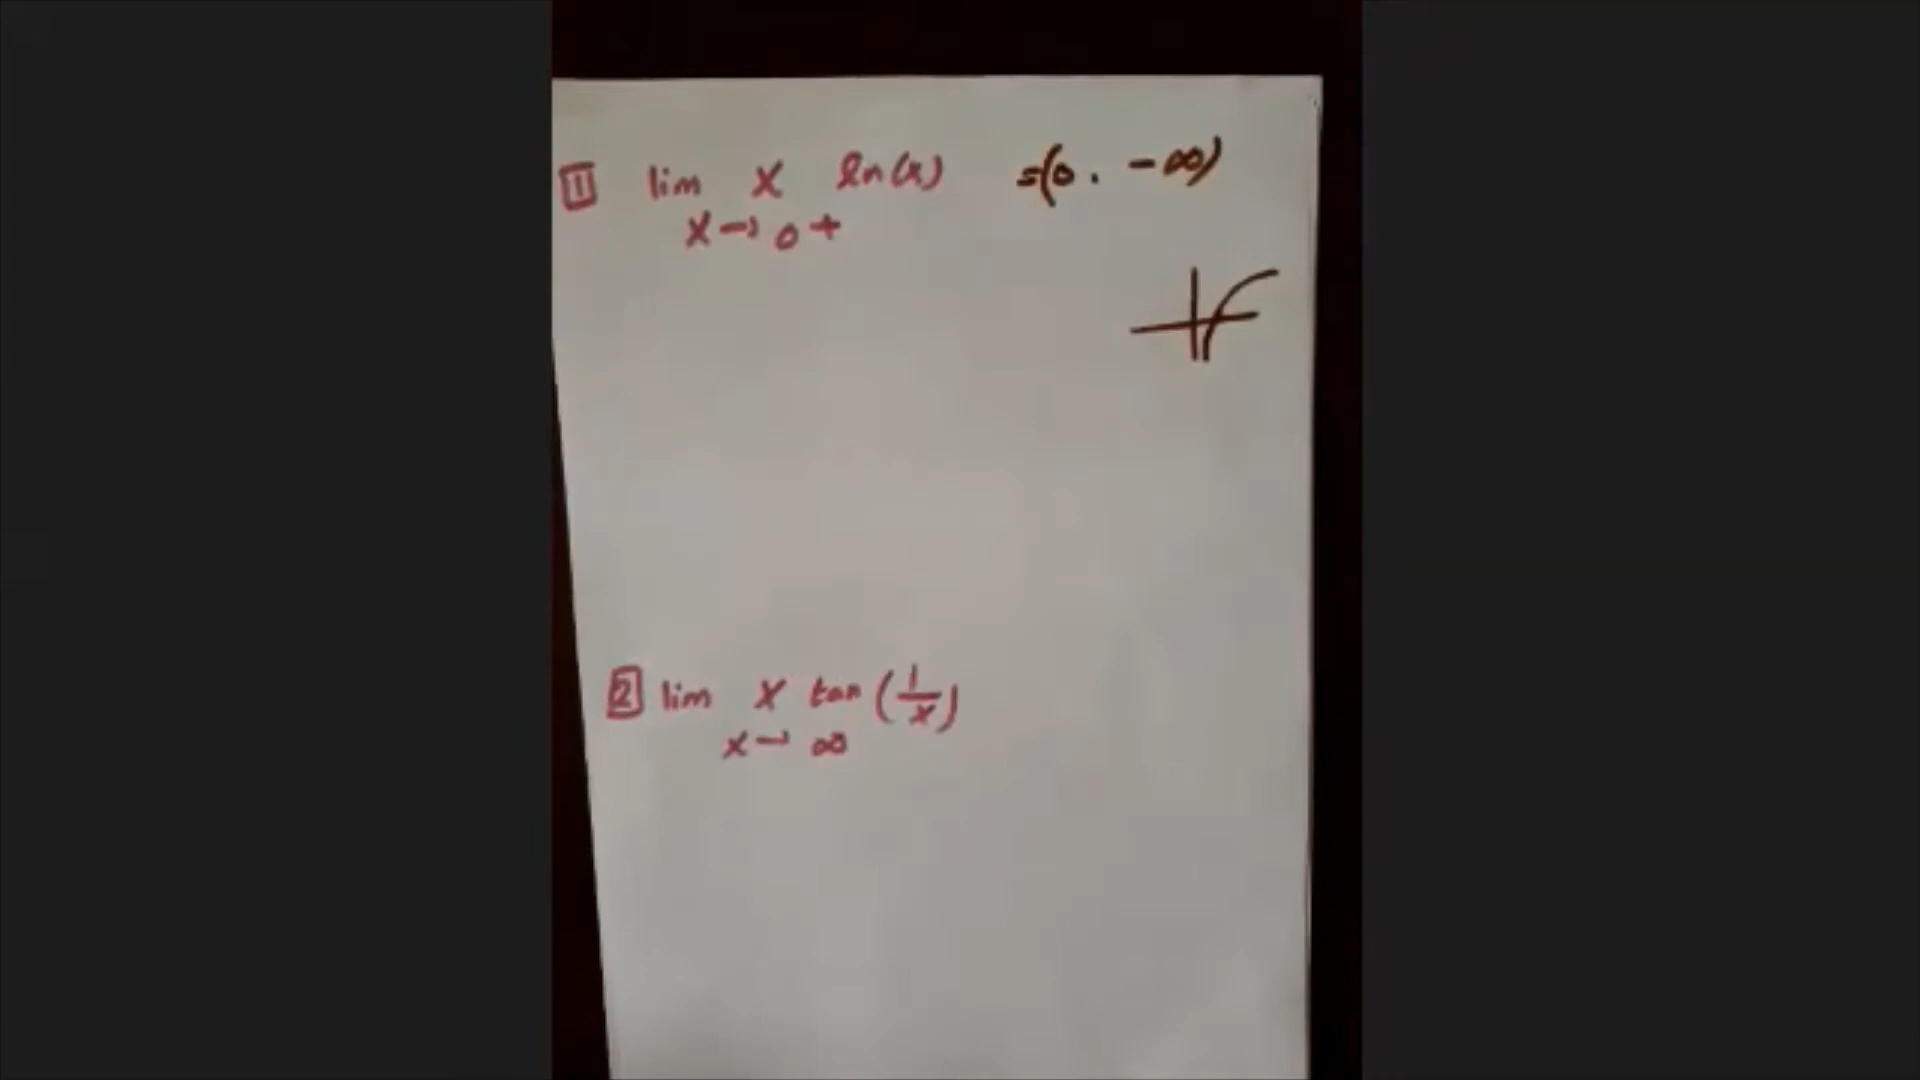 1 lim x ln(x) =(0 . -∞)
x→0+
2 lim x tan(1/x)
x→∞